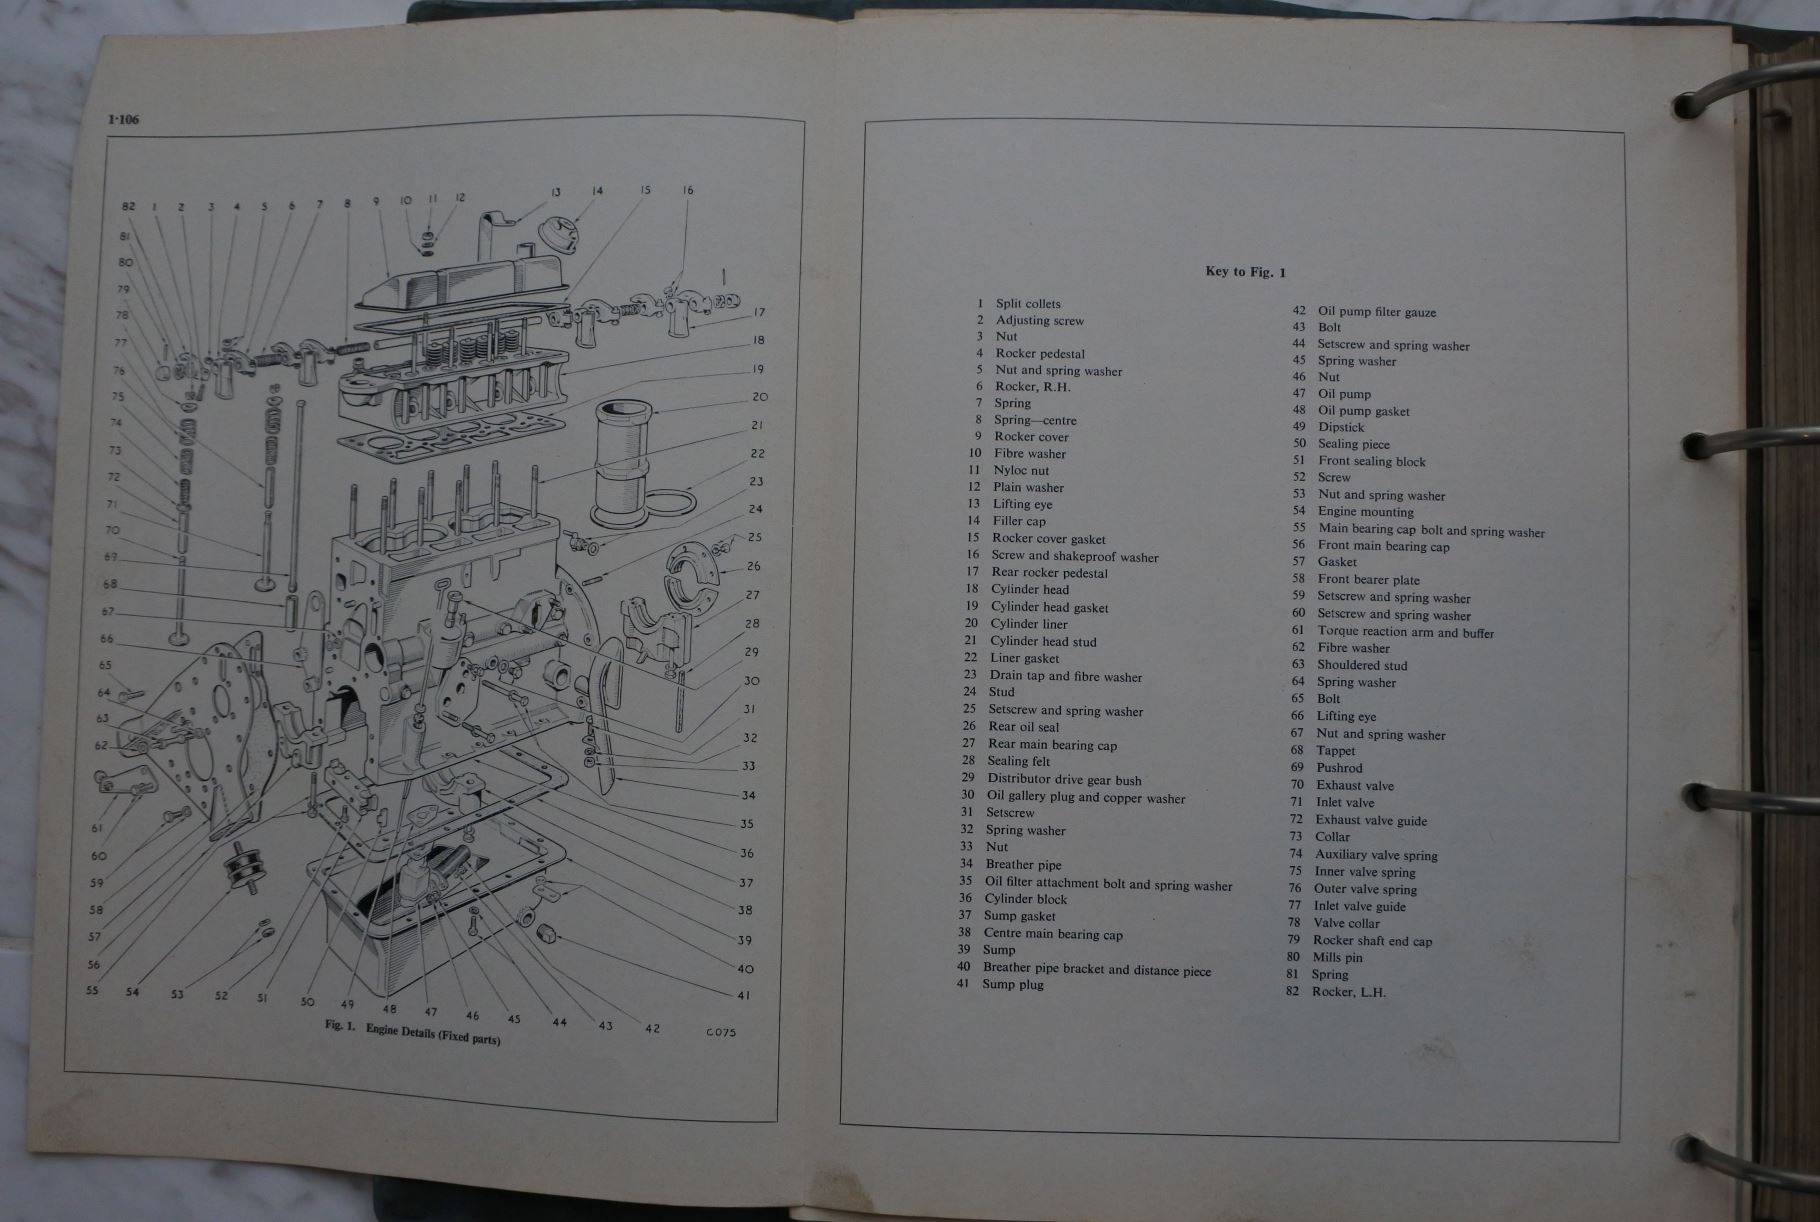 1·106
82 1 2 3 4 5 6 7 8 9 10 11 12 13 14 15 16
81
80
79
78
77
76
75
74
73
72
71
70
69
68
67
66
65
64
63
62
61
60
59
58
57
56
55 54 53 52 51 50 49 48 47 46 45 44 43 42
17
18
19
20
21
22
23
24
25
26
27
28
29
30
31
32
33
34
35
36
37
38
39
40
41
C075
Fig. 1. Engine Details (Fixed parts)
Key to Fig. 1
1 Split collets
2 Adjusting screw
3 Nut
4 Rocker pedestal
5 Nut and spring washer
6 Rocker, R.H.
7 Spring
8 Spring—centre
9 Rocker cover
10 Fibre washer
11 Nyloc nut
12 Plain washer
13 Lifting eye
14 Filler cap
15 Rocker cover gasket
16 Screw and shakeproof washer
17 Rear rocker pedestal
18 Cylinder head
19 Cylinder head gasket
20 Cylinder liner
21 Cylinder head stud
22 Liner gasket
23 Drain tap and fibre washer
24 Stud
25 Setscrew and spring washer
26 Rear oil seal
27 Rear main bearing cap
28 Sealing felt
29 Distributor drive gear bush
30 Oil gallery plug and copper washer
31 Setscrew
32 Spring washer
33 Nut
34 Breather pipe
35 Oil filter attachment bolt and spring washer
36 Cylinder block
37 Sump gasket
38 Centre main bearing cap
39 Sump
40 Breather pipe bracket and distance piece
41 Sump plug
42 Oil pump filter gauze
43 Bolt
44 Setscrew and spring washer
45 Spring washer
46 Nut
47 Oil pump
48 Oil pump gasket
49 Dipstick
50 Sealing piece
51 Front sealing block
52 Screw
53 Nut and spring washer
54 Engine mounting
55 Main bearing cap bolt and spring washer
56 Front main bearing cap
57 Gasket
58 Front bearer plate
59 Setscrew and spring washer
60 Setscrew and spring washer
61 Torque reaction arm and buffer
62 Fibre washer
63 Shouldered stud
64 Spring washer
65 Bolt
66 Lifting eye
67 Nut and spring washer
68 Tappet
69 Pushrod
70 Exhaust valve
71 Inlet valve
72 Exhaust valve guide
73 Collar
74 Auxiliary valve spring
75 Inner valve spring
76 Outer valve spring
77 Inlet valve guide
78 Valve collar
79 Rocker shaft end cap
80 Mills pin
81 Spring
82 Rocker, L.H.